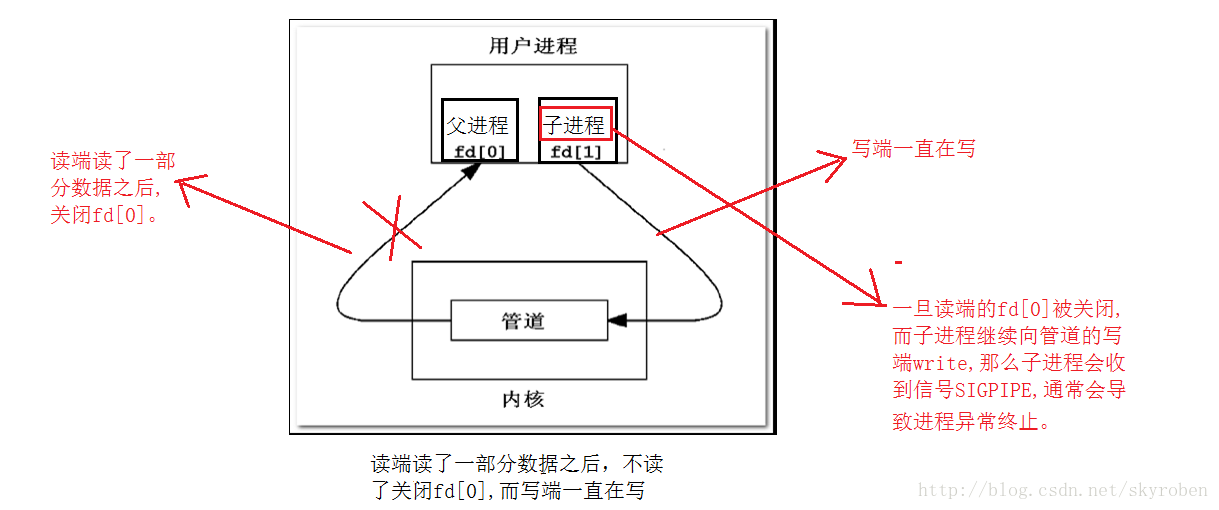 用户进程
父进程
fd[0]
子进程
fd[1]
读端读了一部
分数据之后,
关闭fd[0]。
写端一直在写
管道
内核
一旦读端的fd[0]被关闭,
而子进程继续向管道的写
端write,那么子进程会收
到信号SIGPIPE,通常会导
致进程异常终止。
读端读了一部分数据之后，不读
了关闭fd[0],而写端一直在写
http://blog.csdn.net/skyroben